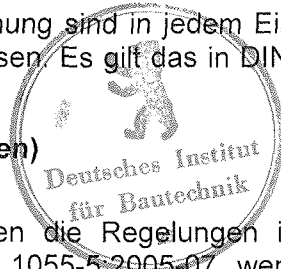 nung sind in jedem Ei
sen. Es gilt das in DIN
en)
Deutsches Institut
für Bautechnik
en die Regelungen i
1055-5:2005-07, wer